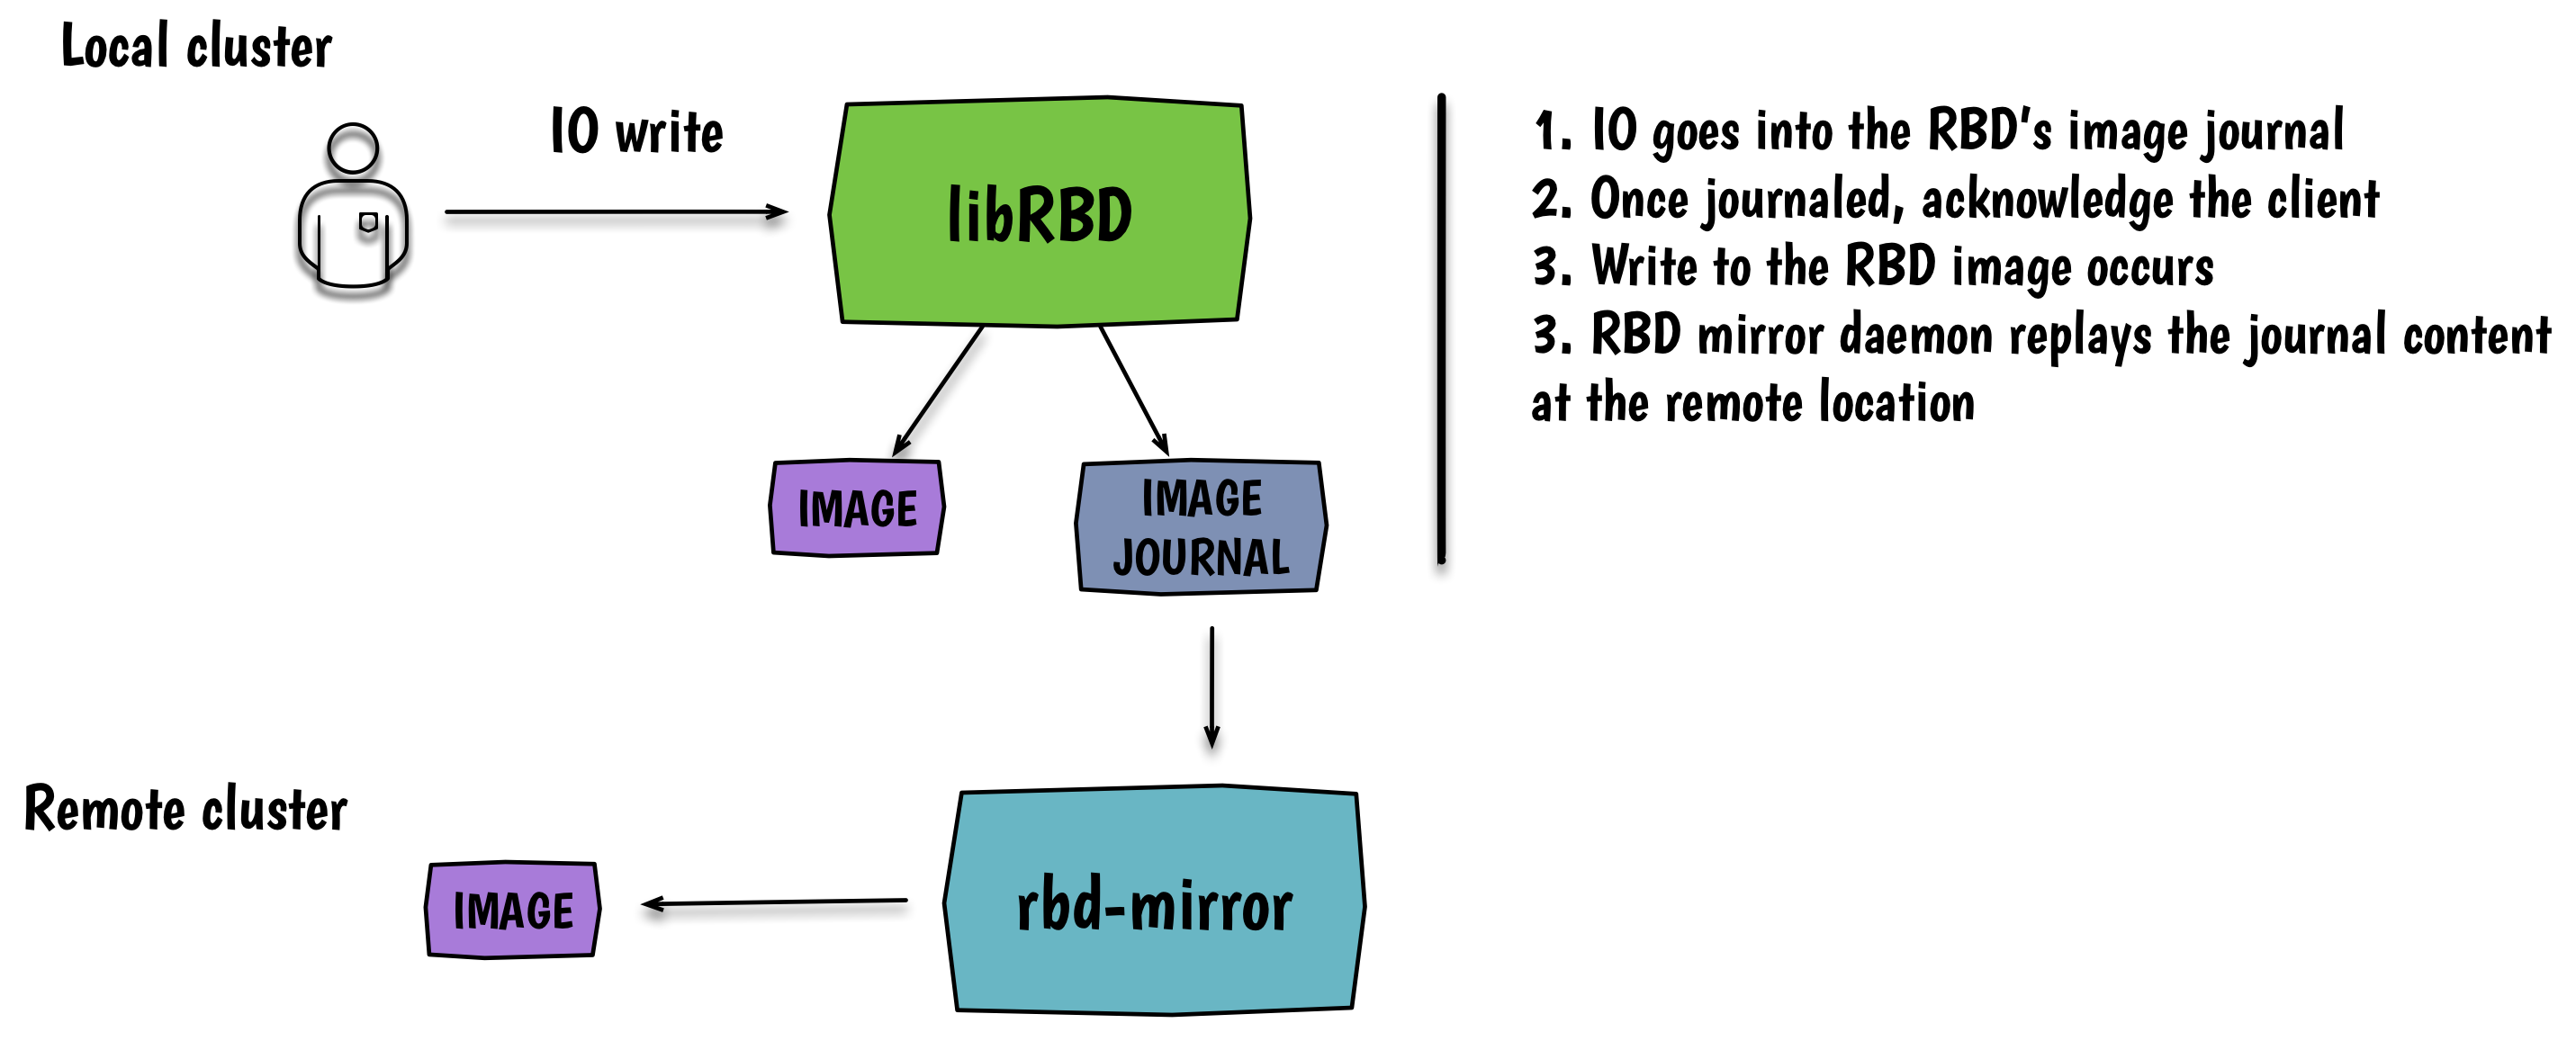 Local cluster
IO write
libRBD
IMAGE
IMAGE
JOURNAL
1. IO goes into the RBD's image journal
2. Once journaled, acknowledge the client
3. Write to the RBD image occurs
3. RBD mirror daemon replays the journal content
at the remote location
Remote cluster
IMAGE
rbd-mirror